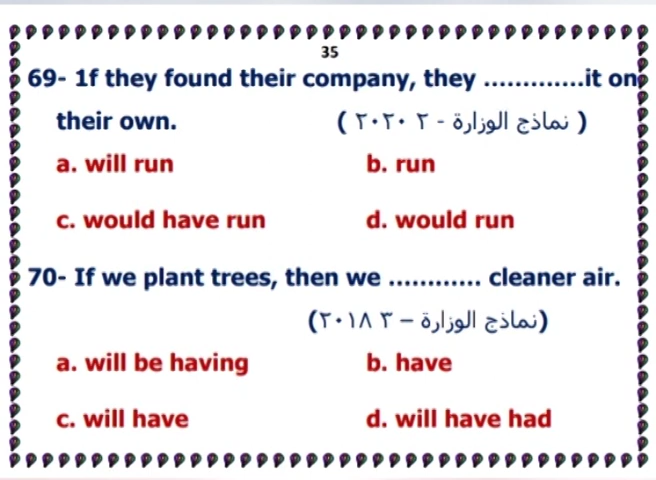 35
69- 1f they found their company, they .............it on
their own.
( نماذج الوزارة - ٢ ٢٠٢٠ )
a. will run
b. run
c. would have run
d. would run
70- If we plant trees, then we ............ cleaner air.
(نماذج الوزارة – ٣ ٢٠١٨)
a. will be having
b. have
c. will have
d. will have had